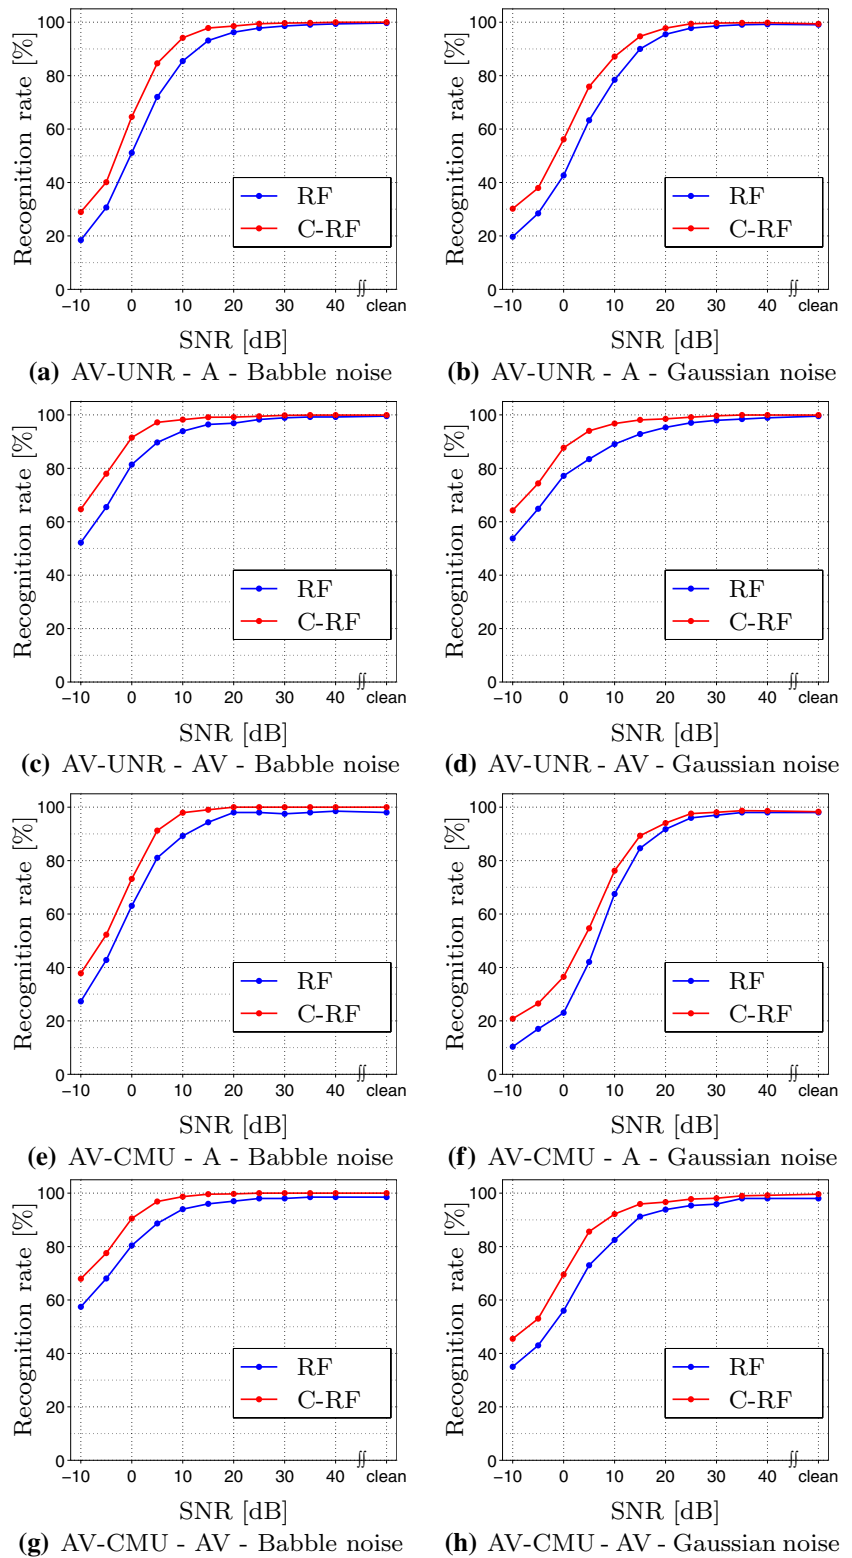 100
80
60
40
20
0
Recognition rate [%]
RF
C-RF
−10 0 10 20 30 40 ∫∫ clean
SNR [dB]
(a) AV-UNR - A - Babble noise
100
80
60
40
20
0
Recognition rate [%]
RF
C-RF
−10 0 10 20 30 40 ∫∫ clean
SNR [dB]
(b) AV-UNR - A - Gaussian noise
100
80
60
40
20
0
Recognition rate [%]
RF
C-RF
−10 0 10 20 30 40 ∫∫ clean
SNR [dB]
(c) AV-UNR - AV - Babble noise
100
80
60
40
20
0
Recognition rate [%]
RF
C-RF
−10 0 10 20 30 40 ∫∫ clean
SNR [dB]
(d) AV-UNR - AV - Gaussian noise
100
80
60
40
20
0
Recognition rate [%]
RF
C-RF
−10 0 10 20 30 40 ∫∫ clean
SNR [dB]
(e) AV-CMU - A - Babble noise
100
80
60
40
20
0
Recognition rate [%]
RF
C-RF
−10 0 10 20 30 40 ∫∫ clean
SNR [dB]
(f) AV-CMU - A - Gaussian noise
100
80
60
40
20
0
Recognition rate [%]
RF
C-RF
−10 0 10 20 30 40 ∫∫ clean
SNR [dB]
(g) AV-CMU - AV - Babble noise
100
80
60
40
20
0
Recognition rate [%]
RF
C-RF
−10 0 10 20 30 40 ∫∫ clean
SNR [dB]
(h) AV-CMU - AV - Gaussian noise